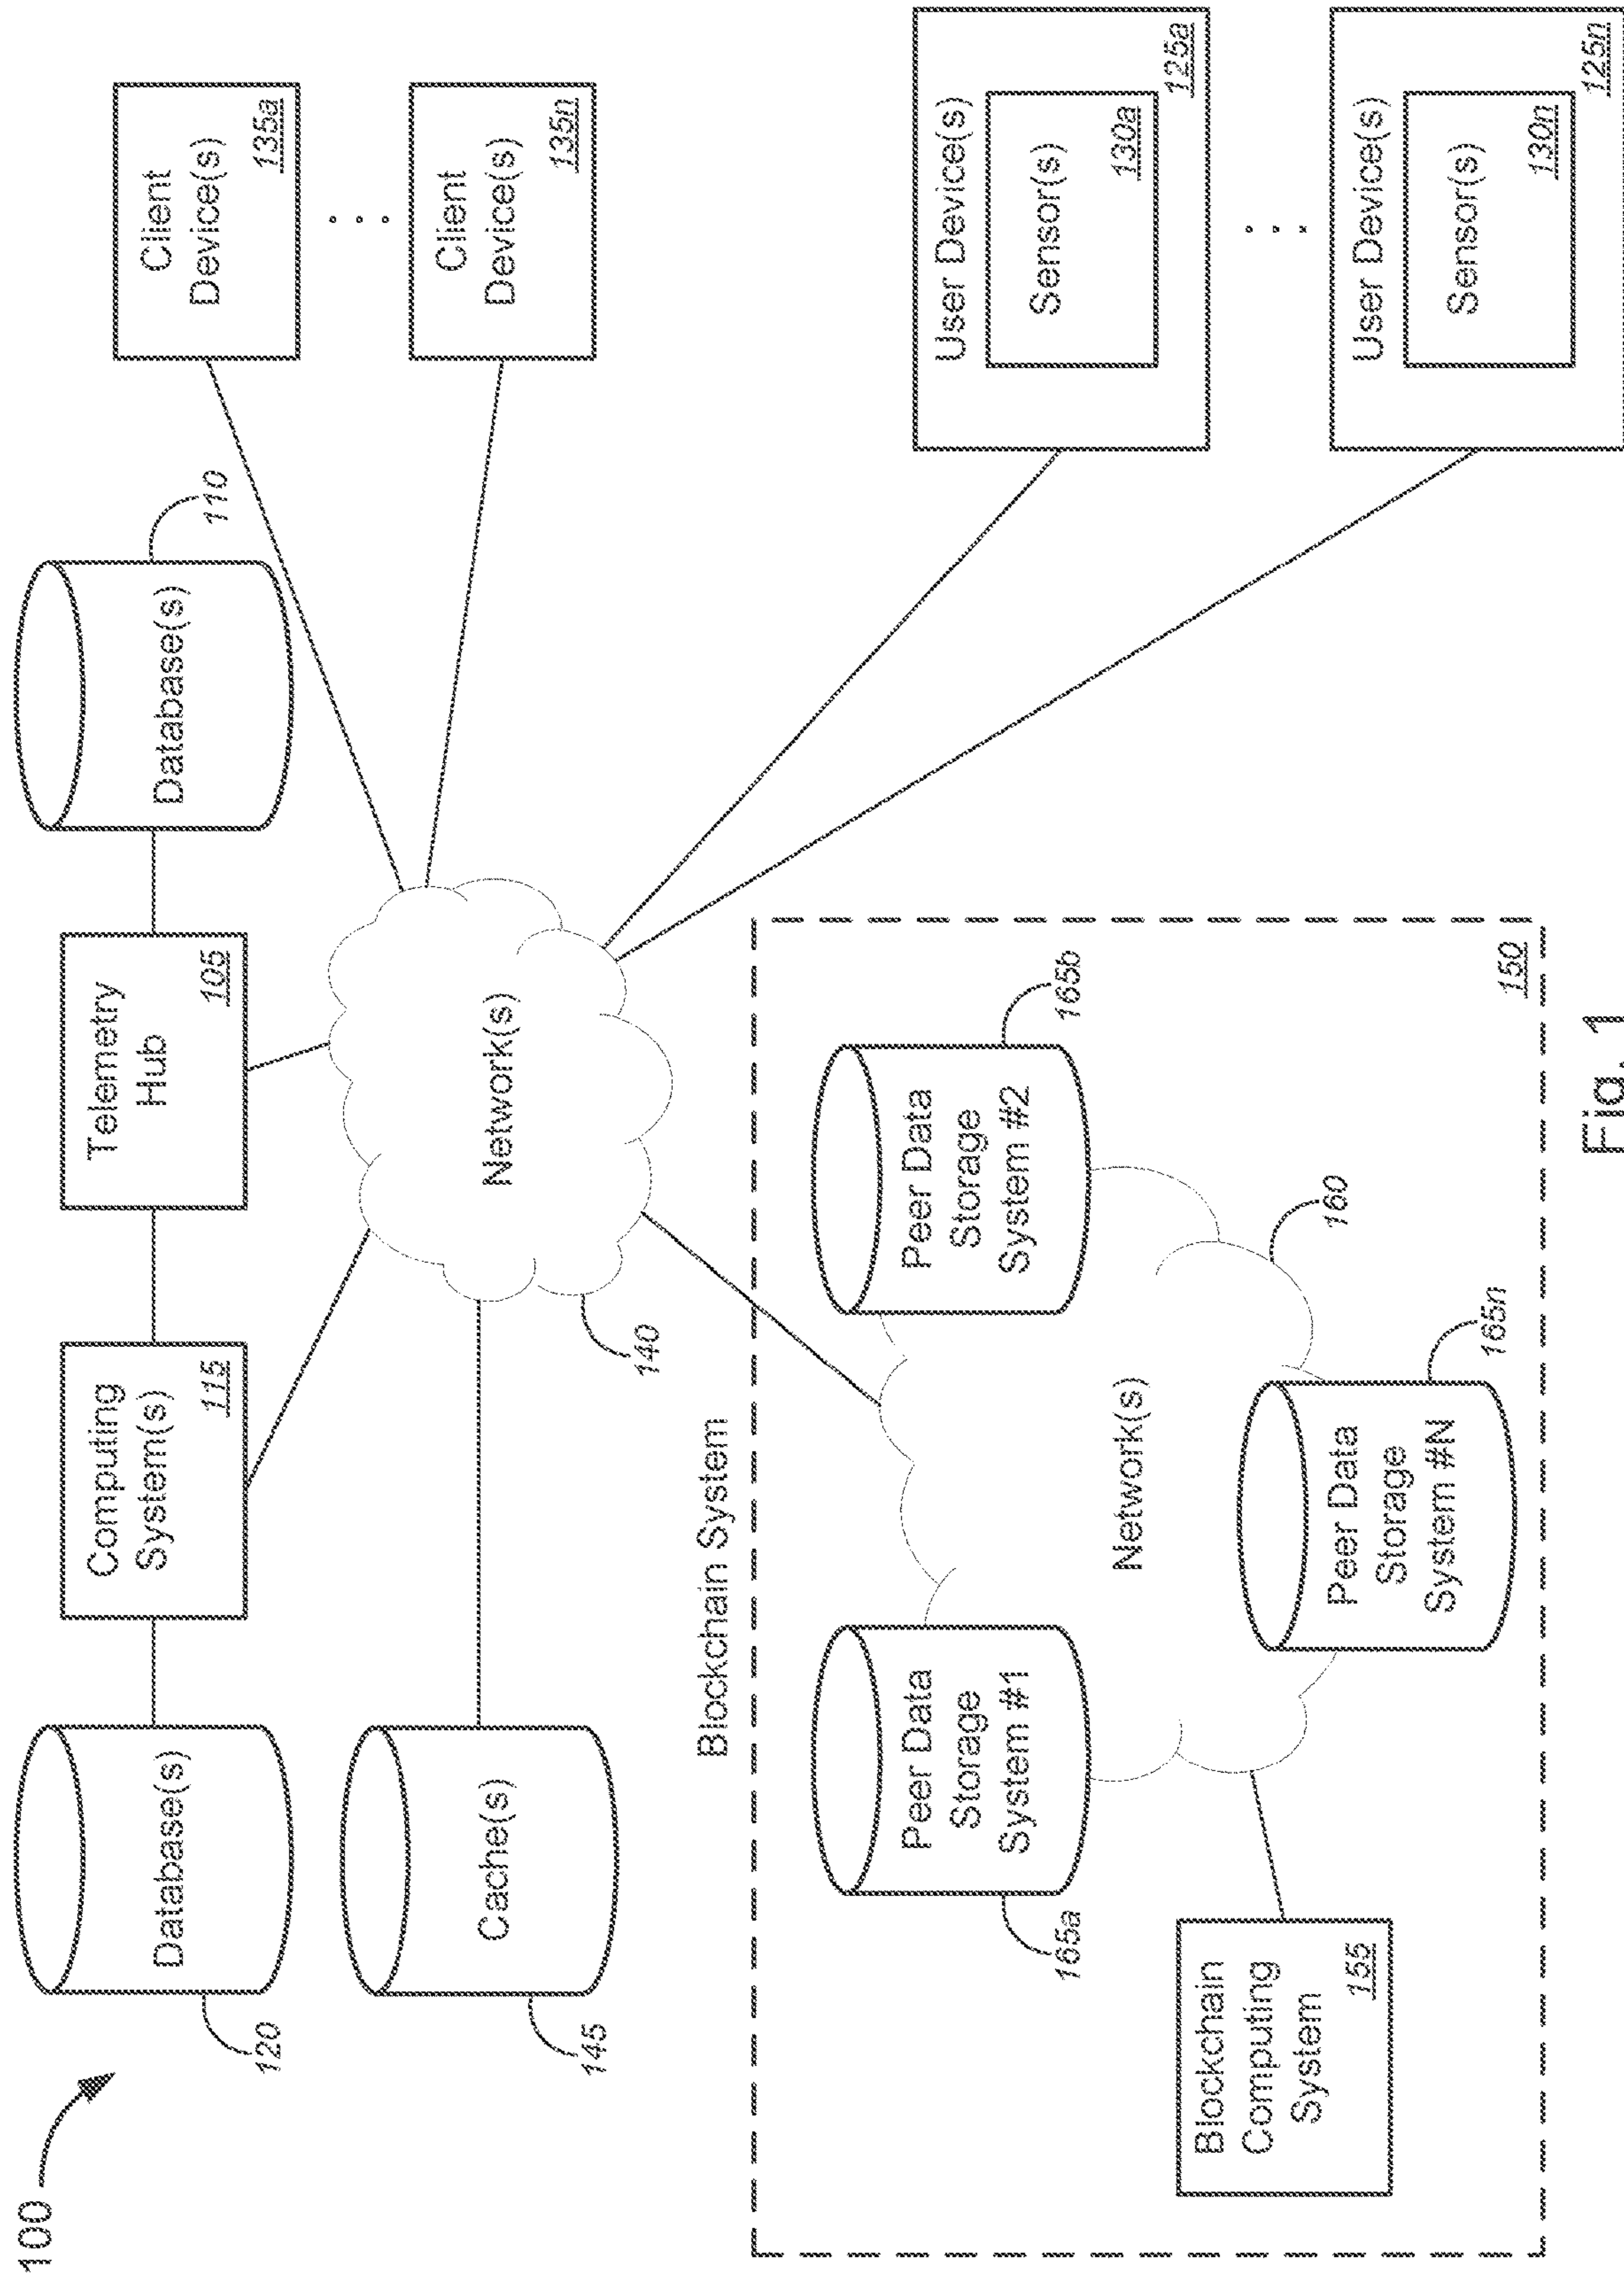 100
Database(s)
120
Computing
System(s)
115
Telemetry
Hub
105
Database(s)
110
Client
Device(s)
135a
Client
Device(s)
135n
Cache(s)
145
Network(s)
140
Blockchain System
Peer Data
Storage
System #1
165a
Peer Data
Storage
System #2
165b
Network(s)
160
Peer Data
Storage
System #N
165n
Blockchain
Computing
System
155
150
User Device(s)
Sensor(s)
130a
125a
User Device(s)
Sensor(s)
130n
125n
Fig. 1